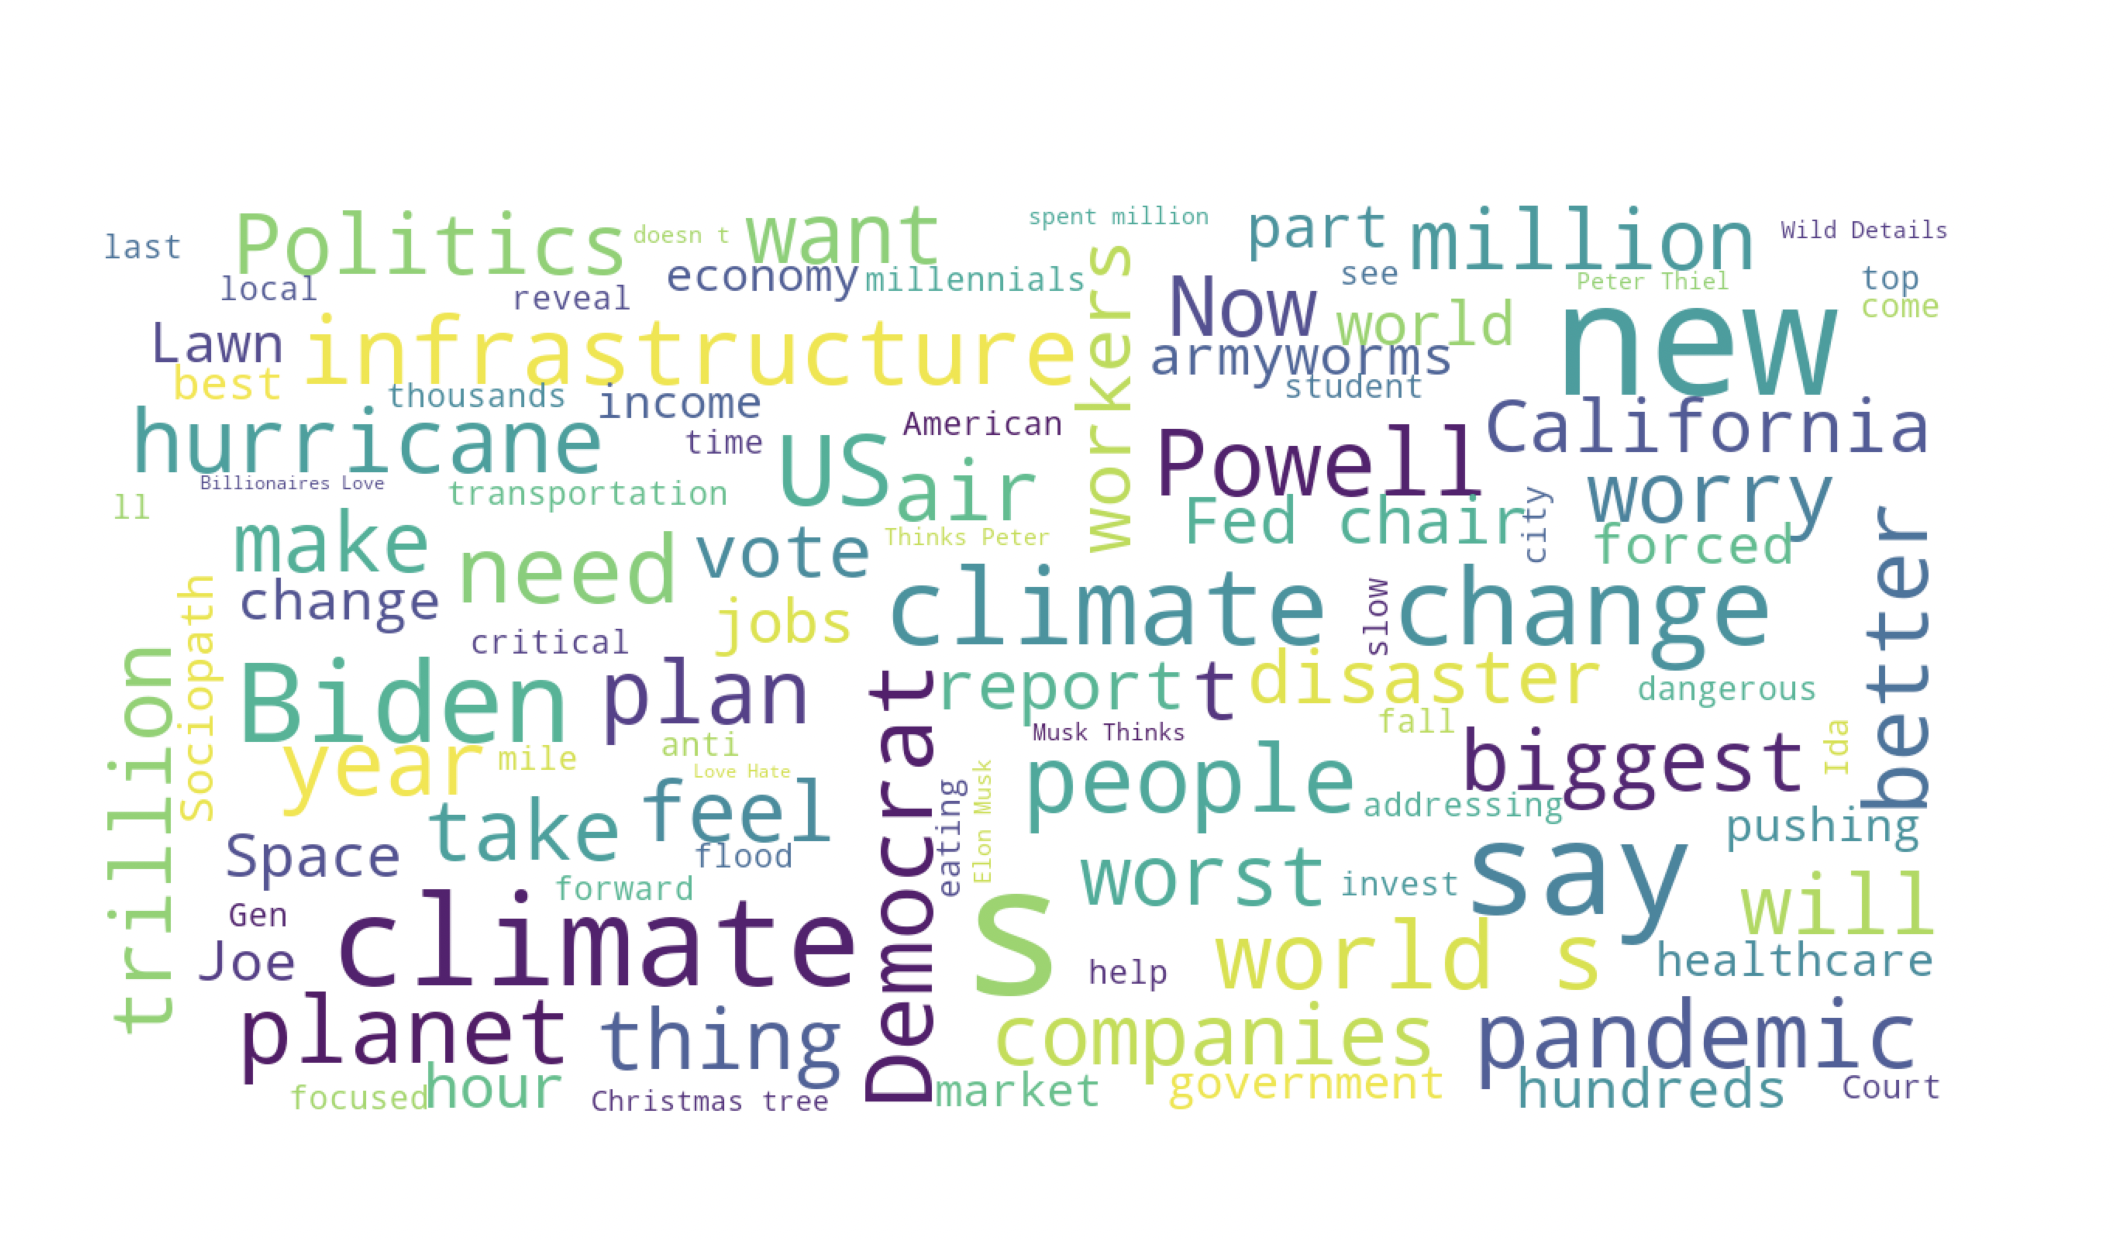 last
Politics
doesn t
want
spent million
part
million
Wild Details
local
reveal
economy
millennials
workers
Now
see
world
Peter Thiel
top
come
Lawn
infrastructure
armyworms
new
best
thousands
income
student
hurricane
time
American
US
air
Powell
California
Billionaires Love
transportation
ll
worry
make
need
vote
Thinks Peter
Fed chair
city
forced
better
change
critical
jobs
climate change
slow
trillion
Sociopath
Biden
plan
Democrat
report
t
disaster
dangerous
year
mile
anti
Love Hate
Musk Thinks
fall
biggest
Ida
take
feel
eating
Elon Musk
people
addressing
pushing
Space
flood
forward
worst
invest
say
will
Gen
Joe
climate
s
help
world s
healthcare
planet
thing
companies
pandemic
focused
hour
Christmas tree
market
government
hundreds
Court